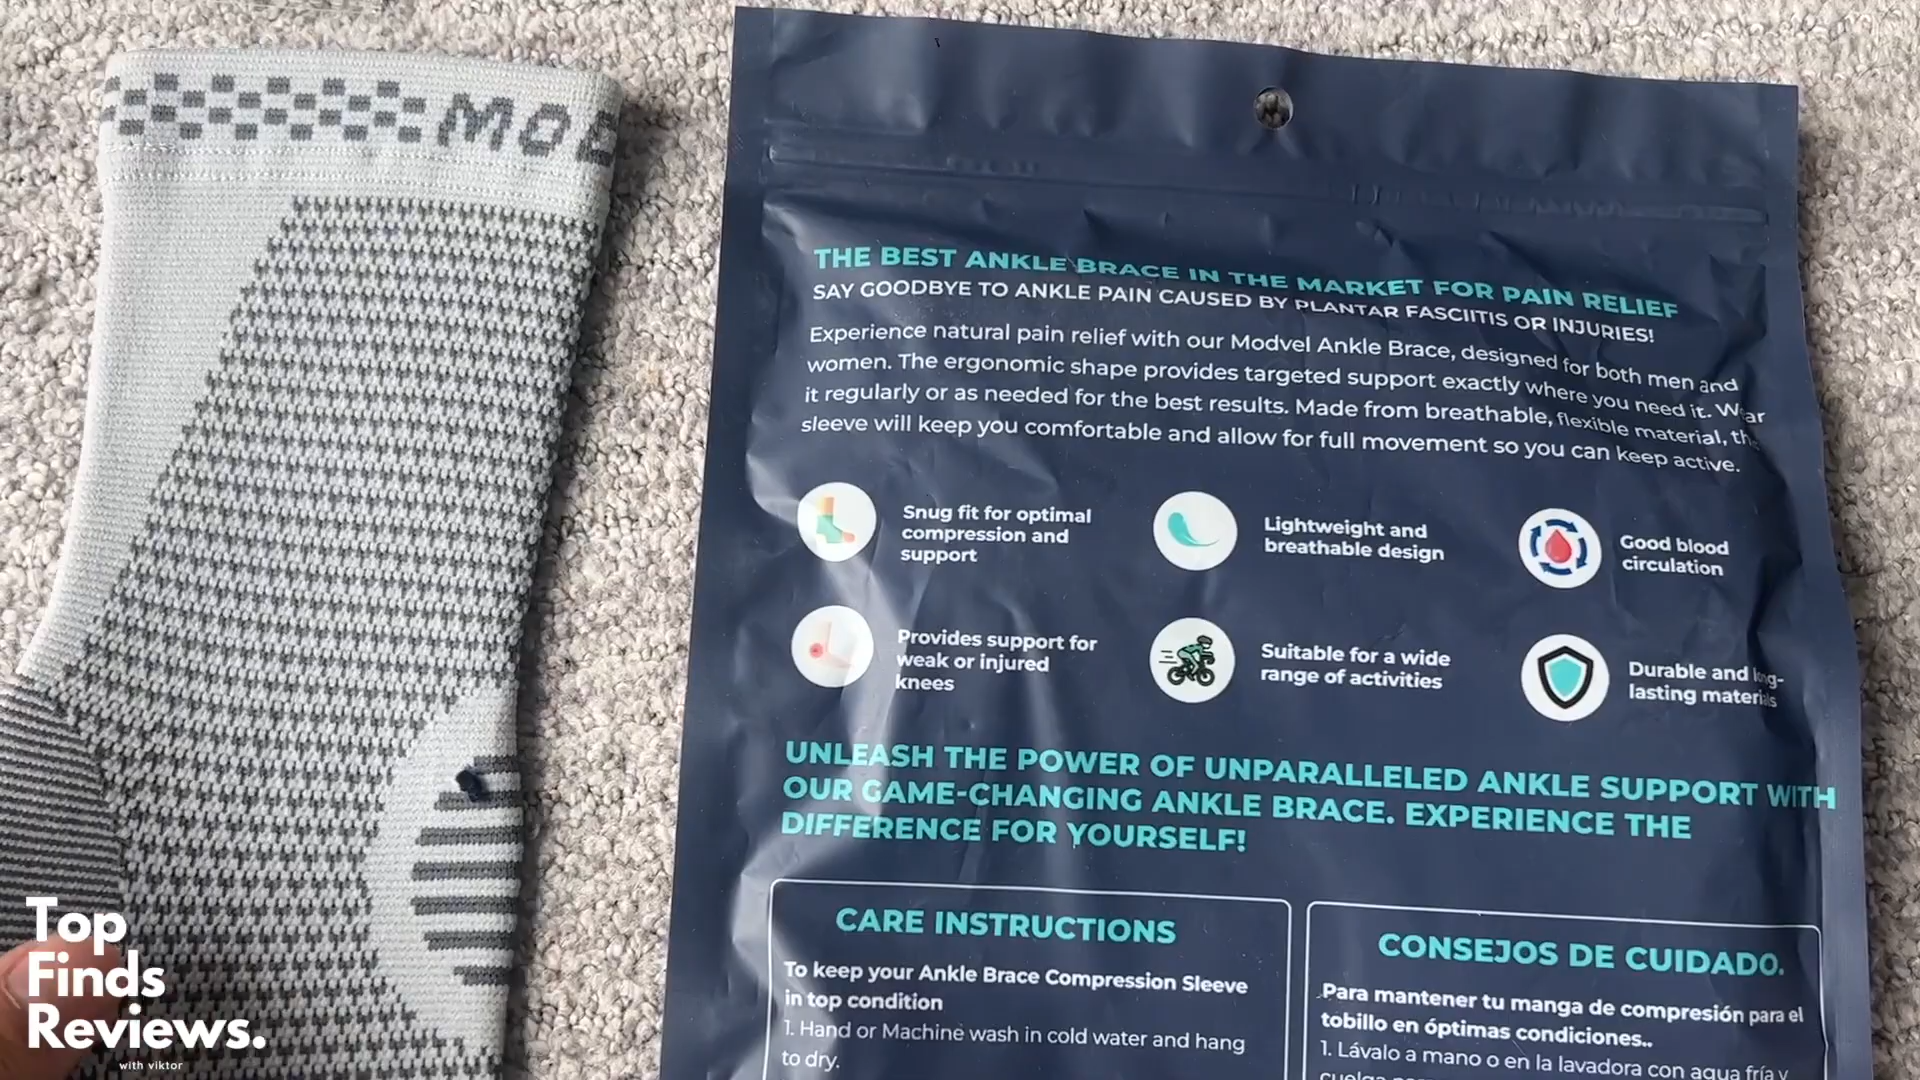 MOD
THE BEST ANKLE BRACE IN THE MARKET FOR PAIN RELIEF
SAY GOODBYE TO ANKLE PAIN CAUSED BY PLANTAR FASCIITIS OR INJURIES!
Experience natural pain relief with our Modvel Ankle Brace, designed for both men and
women. The ergonomic shape provides targeted support exactly where you need it. Wear
it regularly or as needed for the best results. Made from breathable, flexible material, the
sleeve will keep you comfortable and allow for full movement so you can keep active.
Snug fit for optimal
compression and
support
Lightweight and
breathable design
Good blood
circulation
Provides support for
weak or injured
knees
Suitable for a wide
range of activities
Durable and long-
lasting materials
UNLEASH THE POWER OF UNPARALLELED ANKLE SUPPORT WITH
OUR GAME-CHANGING ANKLE BRACE. EXPERIENCE THE
DIFFERENCE FOR YOURSELF!
CARE INSTRUCTIONS
To keep your Ankle Brace Compression Sleeve
in top condition
1. Hand or Machine wash in cold water and hang
to dry.
CONSEJOS DE CUIDADO.
Para mantener tu manga de compresión para el
tobillo en óptimas condiciones..
1. Lávalo a mano o en la lavadora con agua fría y
Top
Finds
Reviews.
with viktor